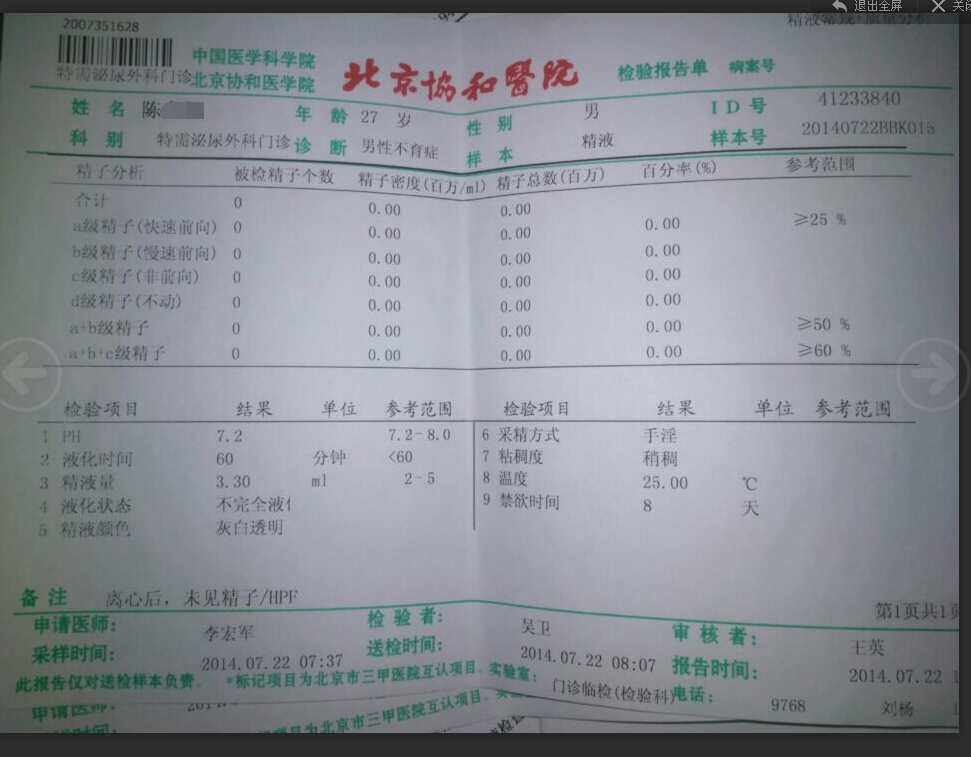 退出全屏
2007351628
精液常规+质量分析
特需泌尿外科门诊
中国医学科学院
北京协和医学院
北京协和醫院
检验报告单 病案号
姓 名 陈 年 龄 27 岁 性 别 男 ID号 41233840
科 别 特需泌尿外科门诊 诊 断 男性不育症 样 本 精液 样本号 20140722BBK015
精子分析 被检精子个数 精子密度(百万/ml) 精子总数(百万) 百分率(%) 参考范围
合计 0 0.00 0.00
a级精子(快速前向) 0 0.00 0.00 0.00 ≥25 %
b级精子(慢速前向) 0 0.00 0.00 0.00
c级精子(非前向) 0 0.00 0.00 0.00
d级精子(不动) 0 0.00 0.00 0.00
a+b级精子 0 0.00 0.00 0.00 ≥50 %
a+b+c级精子 0 0.00 0.00 0.00 ≥60 %
检验项目 结果 单位 参考范围 检验项目 结果 单位 参考范围
1 PH 7.2 7.2-8.0 6 采精方式 手淫
2 液化时间 60 分钟 <60 7 粘稠度 稍稠
3 精液量 3.30 ml 2-5 8 温度 25.00 ℃
4 液化状态 不完全液 9 禁欲时间 8 天
5 精液颜色 灰白透明
备注 离心后,未见精子/HPF
第1页共1页
申请医师: 李宏军 检 验 者: 吴卫 审 核 者: 王英
采样时间: 2014.07.22 07:37 送检时间: 2014.07.22 08:07 报告时间: 2014.07.22
此报告仅对送检样本负责。 *标记项目为北京市三甲医院互认项目。 实验室: 门诊临检(检验科) 电话: 9768 刘杨
申请医师: